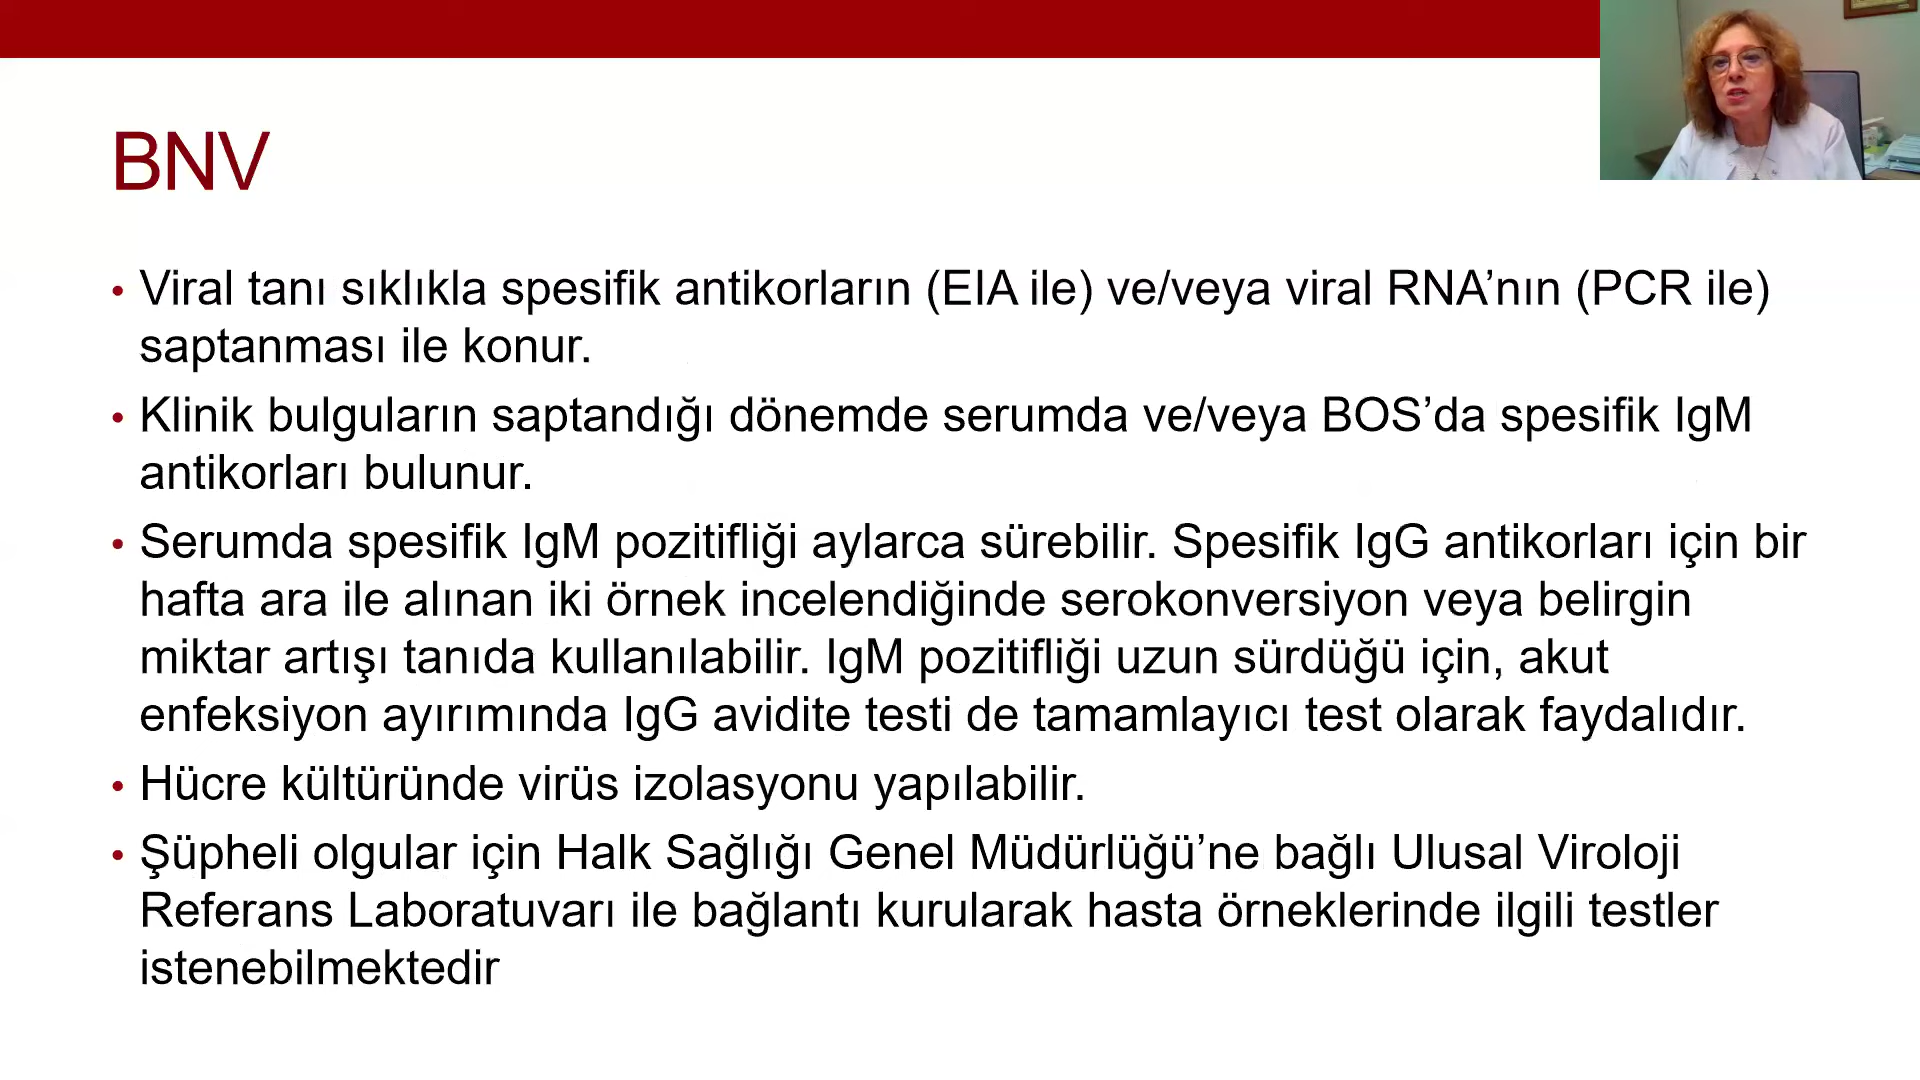 BNV
• Viral tanı sıklıkla spesifik antikorların (EIA ile) ve/veya viral RNA’nın (PCR ile)
saptanması ile konur.
• Klinik bulguların saptandığı dönemde serumda ve/veya BOS’da spesifik IgM
antikorları bulunur.
• Serumda spesifik IgM pozitifliği aylarca sürebilir. Spesifik IgG antikorları için bir
hafta ara ile alınan iki örnek incelendiğinde serokonversiyon veya belirgin
miktar artışı tanıda kullanılabilir. IgM pozitifliği uzun sürdüğü için, akut
enfeksiyon ayırımında IgG avidite testi de tamamlayıcı test olarak faydalıdır.
• Hücre kültüründe virüs izolasyonu yapılabilir.
• Şüpheli olgular için Halk Sağlığı Genel Müdürlüğü’ne bağlı Ulusal Viroloji
Referans Laboratuvarı ile bağlantı kurularak hasta örneklerinde ilgili testler
istenebilmektedir